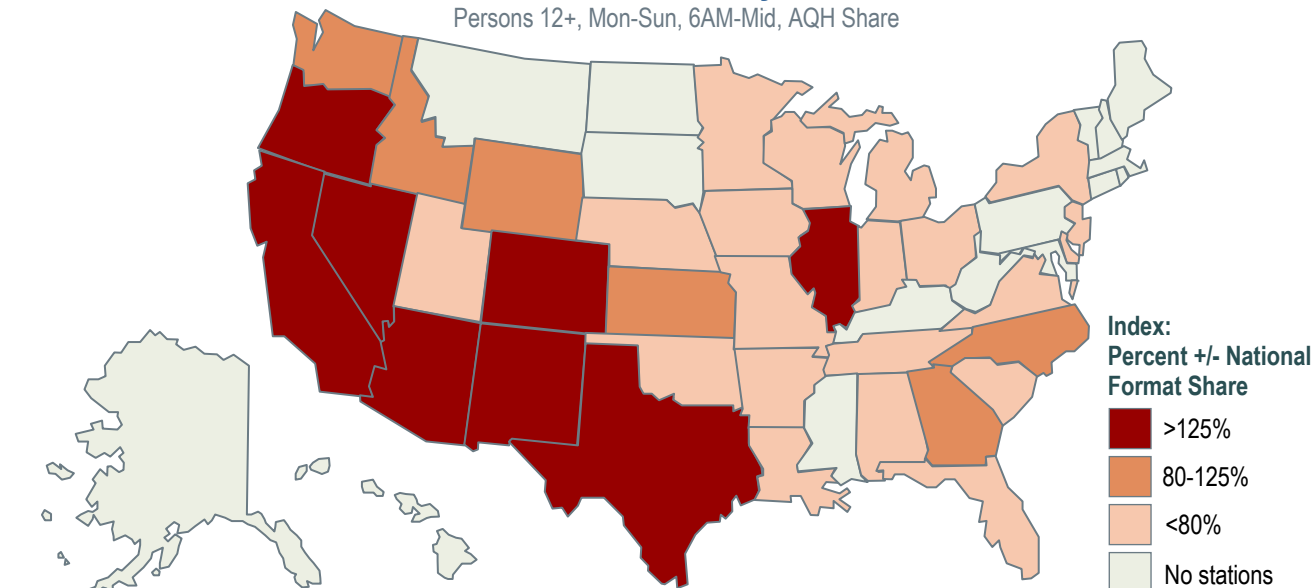 Persons 12+, Mon-Sun, 6AM-Mid, AQH Share
Index:
Percent +/- National
Format Share
>125%
80-125%
<80%
No stations